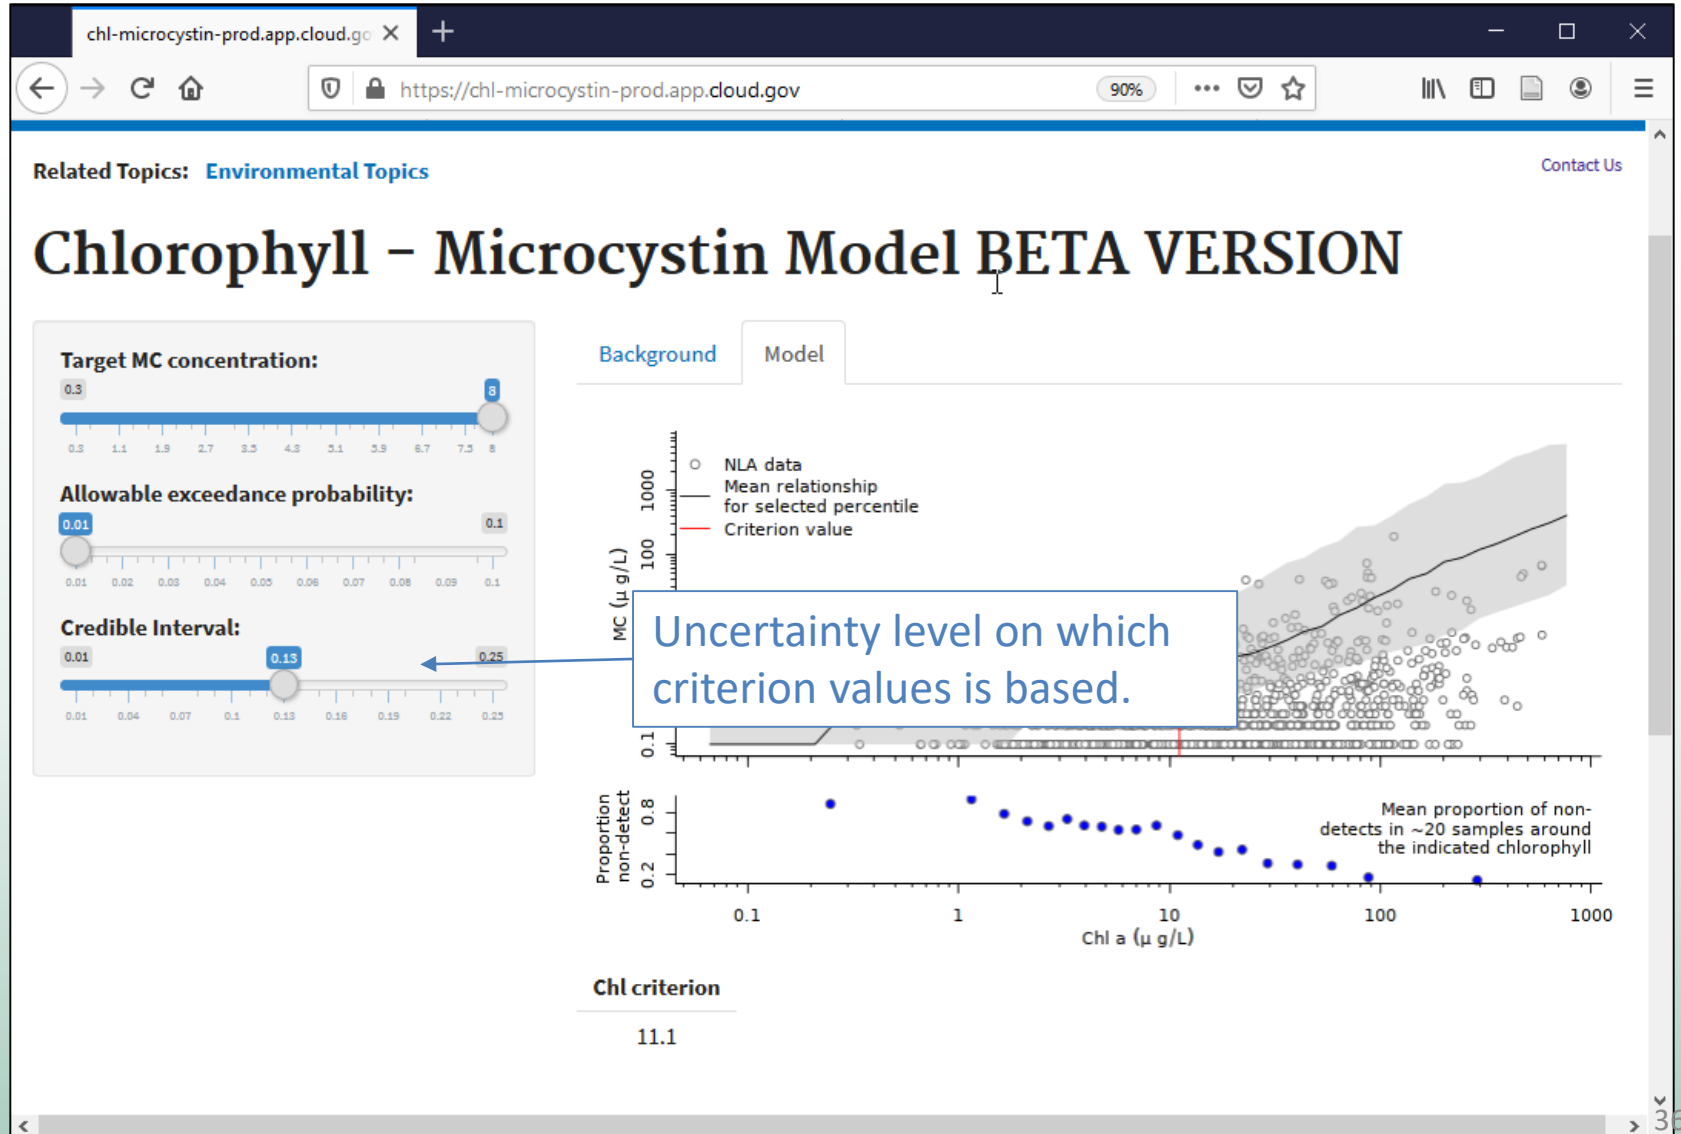 chl-microcystin-prod.app.cloud.go
https://chl-microcystin-prod.app.cloud.gov
90%
Related Topics: Environmental Topics
Contact Us
Chlorophyll - Microcystin Model BETA VERSION
Target MC concentration:
0.3
8
0.3 1.1 1.9 2.7 3.5 4.3 5.1 5.9 6.7 7.5 8
Allowable exceedance probability:
0.01
0.1
0.01 0.02 0.03 0.04 0.05 0.06 0.07 0.08 0.09 0.1
Credible Interval:
0.01
0.13
0.25
0.01 0.04 0.07 0.1 0.13 0.16 0.19 0.22 0.25
Background
Model
NLA data
Mean relationship
for selected percentile
Criterion value
MC (μ g/L)
1000
100
0.1
Uncertainty level on which
criterion values is based.
Proportion
non-detect
0.8
0.2
Mean proportion of non-
detects in ~20 samples around
the indicated chlorophyll
0.1 1 10 100 1000
Chl a (μ g/L)
Chl criterion
11.1
36